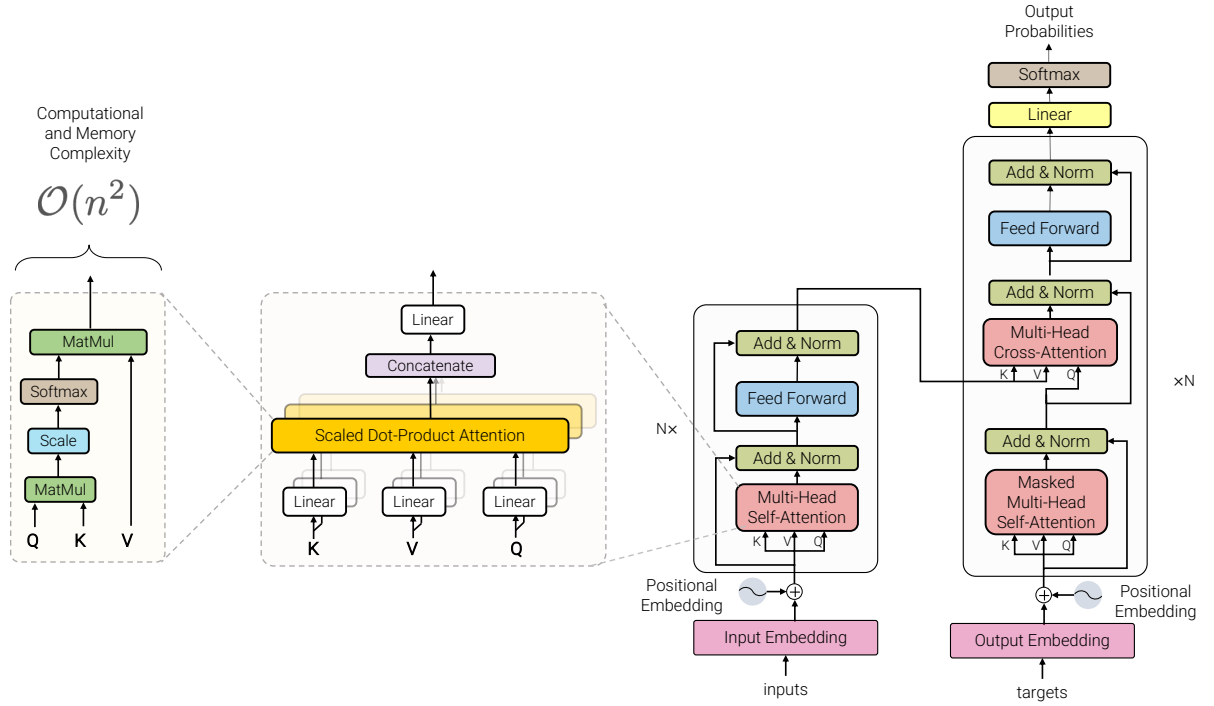 Computational
and Memory
Complexity
O(n²)
MatMul
Softmax
Scale
MatMul
Q K V
Linear
Concatenate
Scaled Dot-Product Attention
Linear Linear Linear
K V Q
N×
Add & Norm
Feed Forward
Add & Norm
Multi-Head
Self-Attention
K V Q
Positional
Embedding
Input Embedding
inputs
Output
Probabilities
Softmax
Linear
Add & Norm
Feed Forward
Add & Norm
Multi-Head
Cross-Attention
K V Q
×N
Add & Norm
Masked
Multi-Head
Self-Attention
K V Q
Positional
Embedding
Output Embedding
targets